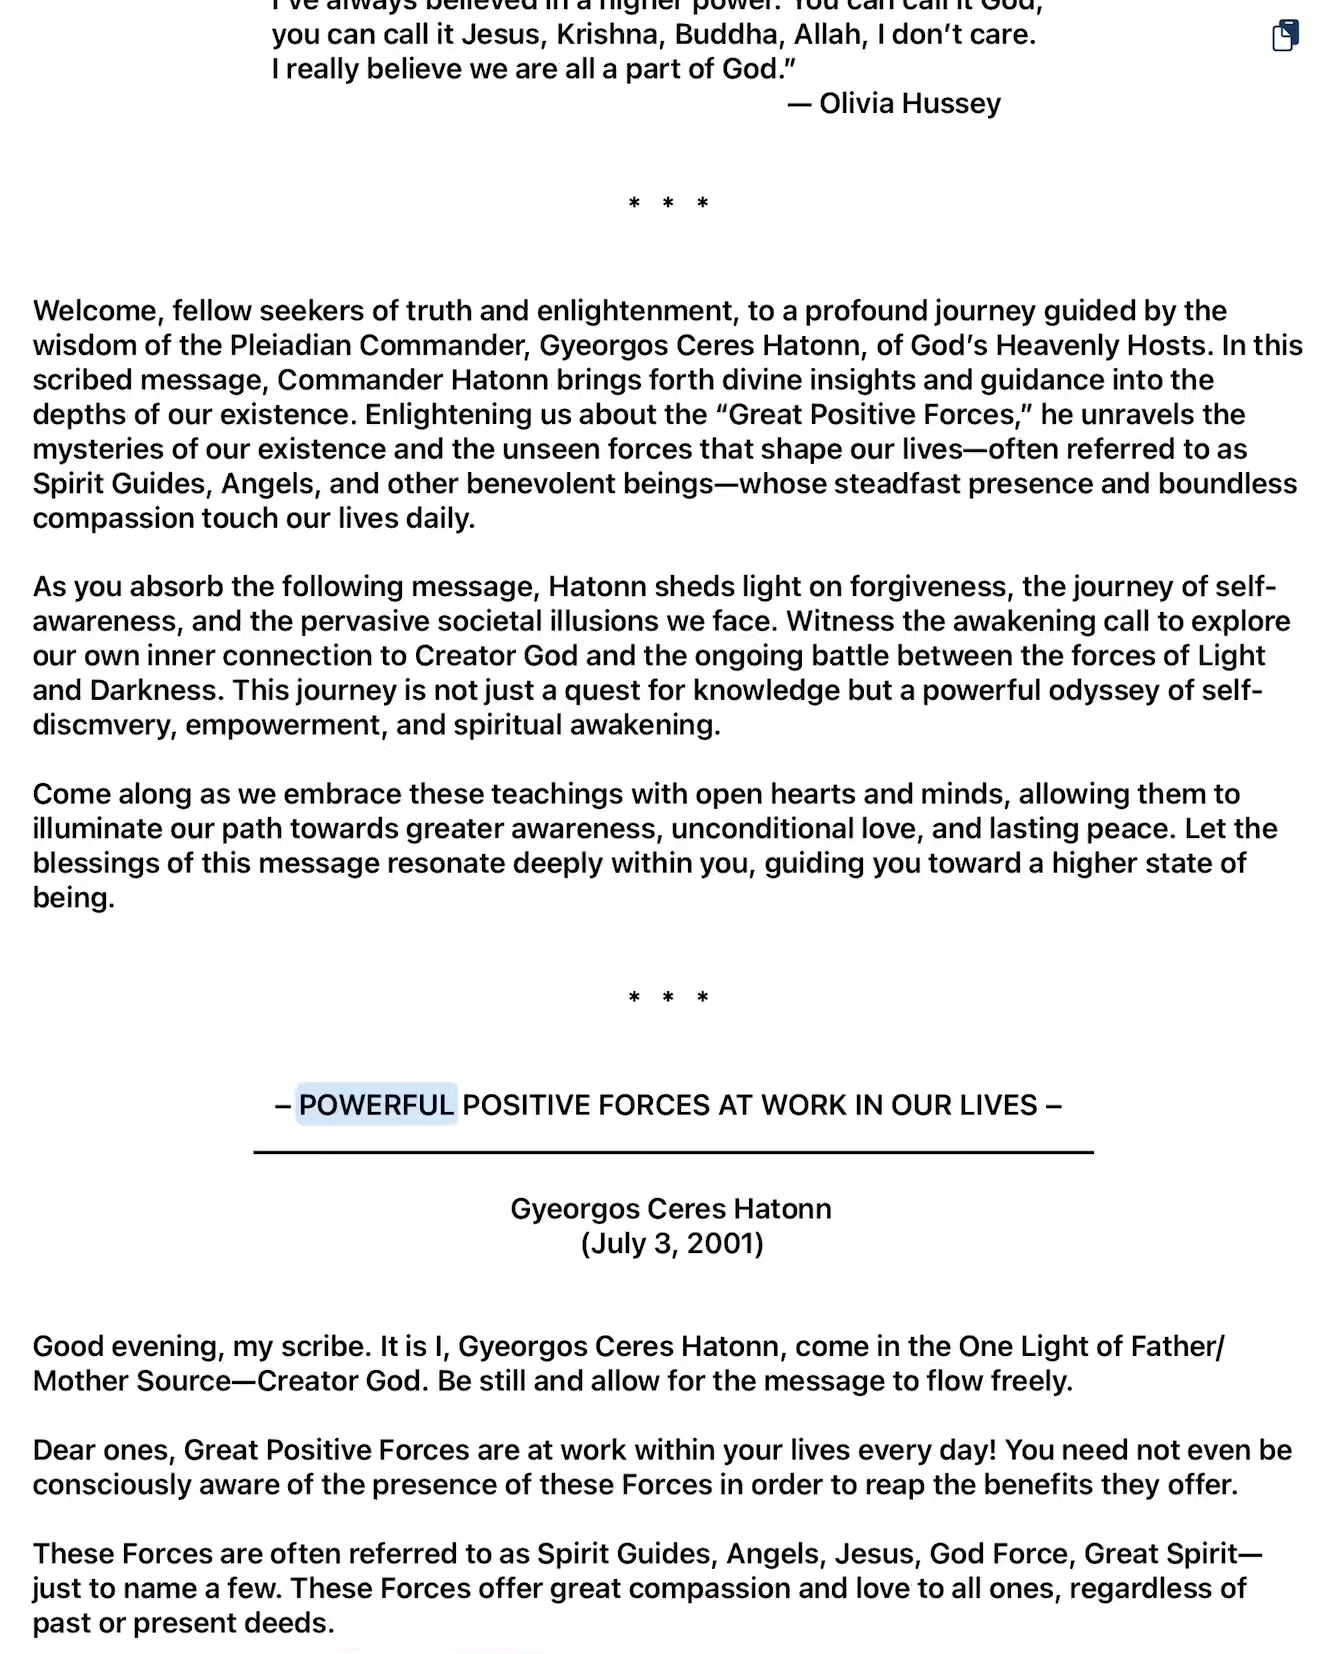 I've always believed in a higher power. You can call it God,
you can call it Jesus, Krishna, Buddha, Allah, I don't care.
I really believe we are all a part of God.”
— Olivia Hussey
* * *
Welcome, fellow seekers of truth and enlightenment, to a profound journey guided by the
wisdom of the Pleiadian Commander, Gyeorgos Ceres Hatonn, of God’s Heavenly Hosts. In this
scribed message, Commander Hatonn brings forth divine insights and guidance into the
depths of our existence. Enlightening us about the “Great Positive Forces,” he unravels the
mysteries of our existence and the unseen forces that shape our lives—often referred to as
Spirit Guides, Angels, and other benevolent beings—whose steadfast presence and boundless
compassion touch our lives daily.
As you absorb the following message, Hatonn sheds light on forgiveness, the journey of self-
awareness, and the pervasive societal illusions we face. Witness the awakening call to explore
our own inner connection to Creator God and the ongoing battle between the forces of Light
and Darkness. This journey is not just a quest for knowledge but a powerful odyssey of self-
discmvery, empowerment, and spiritual awakening.
Come along as we embrace these teachings with open hearts and minds, allowing them to
illuminate our path towards greater awareness, unconditional love, and lasting peace. Let the
blessings of this message resonate deeply within you, guiding you toward a higher state of
being.
* * *
– POWERFUL POSITIVE FORCES AT WORK IN OUR LIVES –
Gyeorgos Ceres Hatonn
(July 3, 2001)
Good evening, my scribe. It is I, Gyeorgos Ceres Hatonn, come in the One Light of Father/
Mother Source—Creator God. Be still and allow for the message to flow freely.
Dear ones, Great Positive Forces are at work within your lives every day! You need not even be
consciously aware of the presence of these Forces in order to reap the benefits they offer.
These Forces are often referred to as Spirit Guides, Angels, Jesus, God Force, Great Spirit—
just to name a few. These Forces offer great compassion and love to all ones, regardless of
past or present deeds.